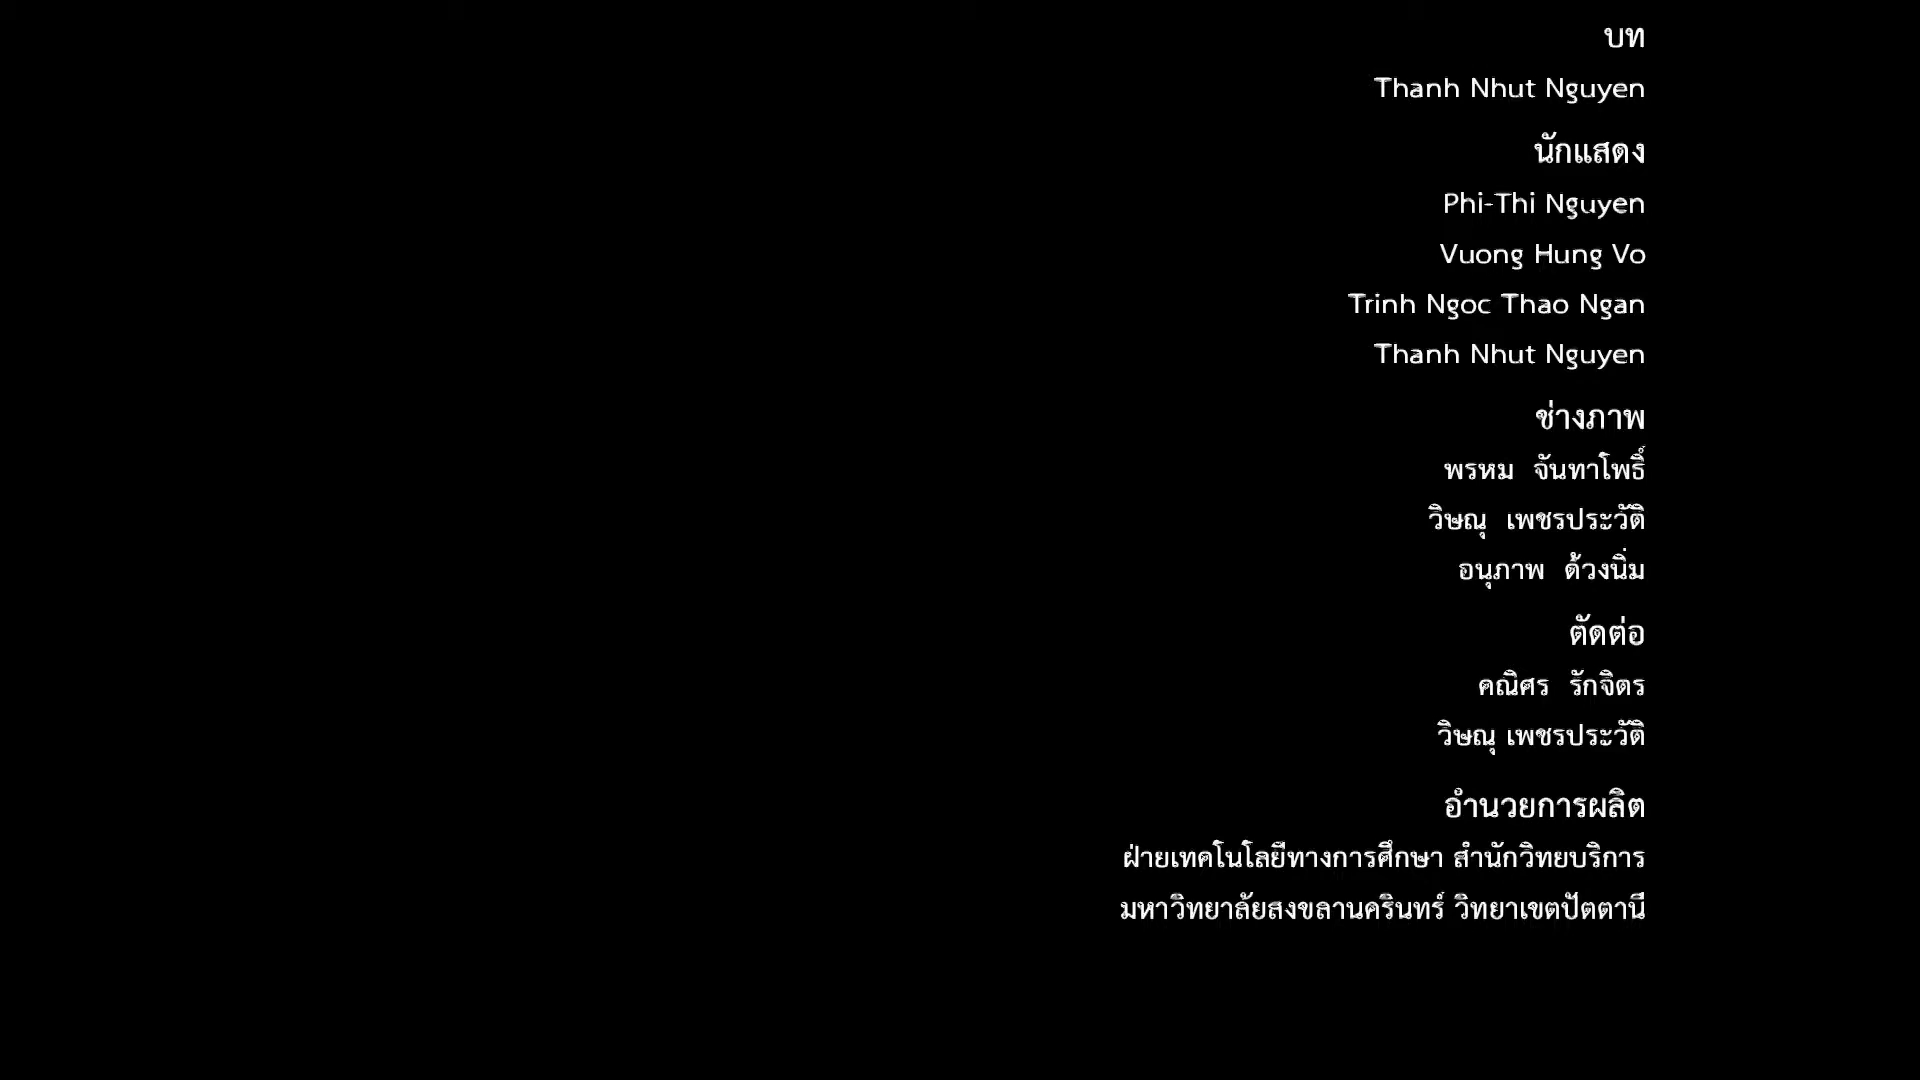 บท
Thanh Nhut Nguyen
นักแสดง
Phi-Thi Nguyen
Vuong Hung Vo
Trinh Ngoc Thao Ngan
Thanh Nhut Nguyen
ช่างภาพ
พรหม จันทาโพธิ์
วิษณุ เพชรประวัติ
อนุภาพ ด้วงนิ่ม
ตัดต่อ
คณิศร รักจิตร
วิษณุ เพชรประวัติ
อำนวยการผลิต
ฝ่ายเทคโนโลยีทางการศึกษา สำนักวิทยบริการ
มหาวิทยาลัยสงขลานครินทร์ วิทยาเขตปัตตานี